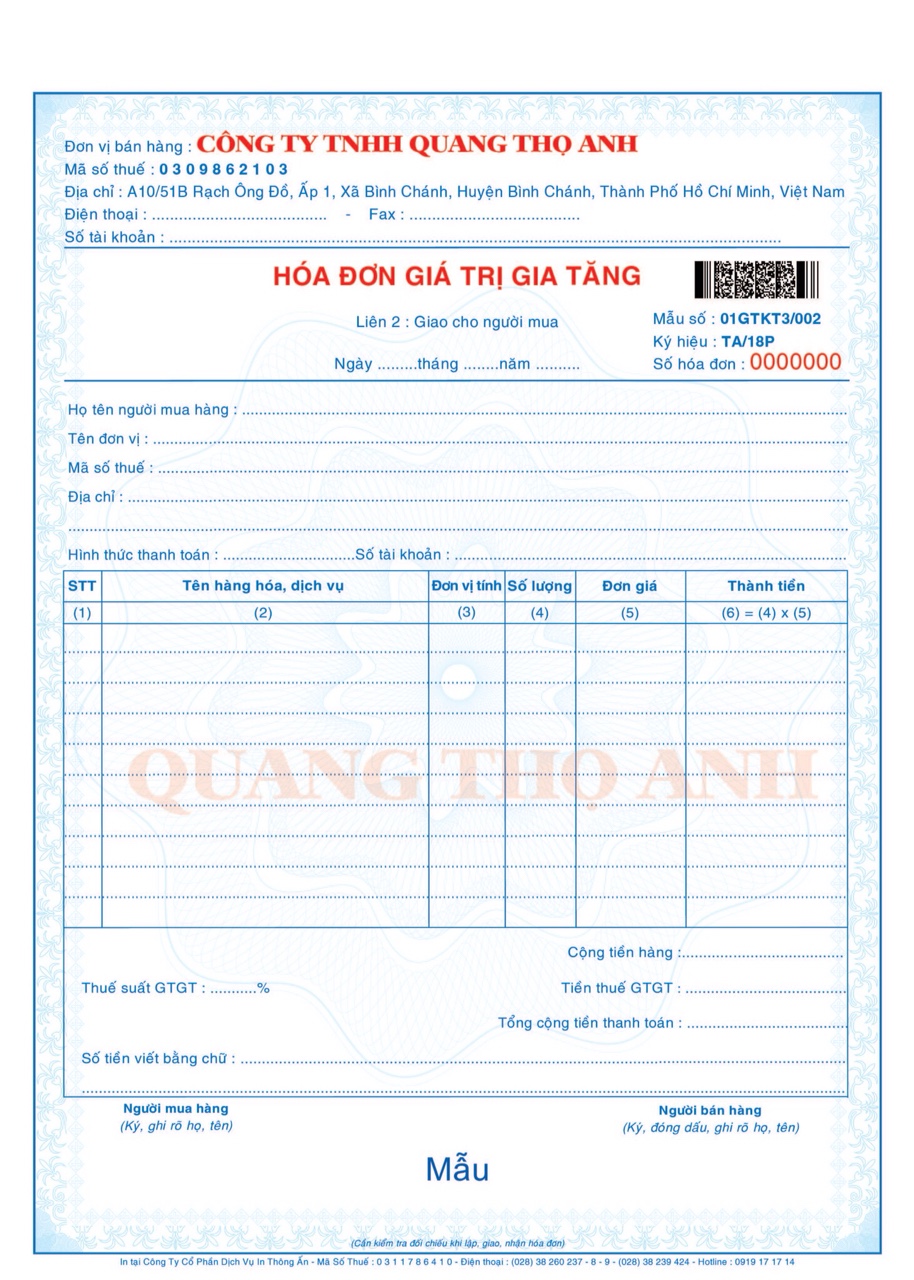 Đơn vị bán hàng : CÔNG TY TNHH QUANG THỌ ANH
Mã số thuế : 0 3 0 9 8 6 2 1 0 3
Địa chỉ : A10/51B Rạch Ông Đồ, Ấp 1, Xã Bình Chánh, Huyện Bình Chánh, Thành Phố Hồ Chí Minh, Việt Nam
Điện thoại : ....................................... - Fax : ......................................
Số tài khoản : ........................................................................................................................................
HÓA ĐƠN GIÁ TRỊ GIA TĂNG
Liên 2 : Giao cho người mua
Mẫu số : 01GTKT3/002
Ký hiệu : TA/18P
Ngày .........tháng ........năm .......... Số hóa đơn : 0000000
Họ tên người mua hàng : ........................................................................................................................
Tên đơn vị : ........................................................................................................................
Mã số thuế : ........................................................................................................................
Địa chỉ : ........................................................................................................................
........................................................................................................................
Hình thức thanh toán : ..............................Số tài khoản : ........................................................................
STT Tên hàng hóa, dịch vụ Đơn vị tính Số lượng Đơn giá Thành tiền
(1) (2) (3) (4) (5) (6) = (4) x (5)
QUANG THỌ ANH
Cộng tiền hàng :....................................
Thuế suất GTGT : ...........% Tiền thuế GTGT : ....................................
Tổng cộng tiền thanh toán : ....................................
Số tiền viết bằng chữ : ........................................................................................................................
........................................................................................................................
Người mua hàng Người bán hàng
(Ký, ghi rõ họ, tên) (Ký, đóng dấu, ghi rõ họ, tên)
Mẫu
(Cần kiểm tra đối chiếu khi lập, giao, nhận hóa đơn)
In tại Công Ty Cổ Phần Dịch Vụ In Thông Ấn - Mã Số Thuế : 0 3 1 1 7 8 6 4 1 0 - Điện thoại : (028) 38 260 237 - 8 - 9 - (028) 38 239 424 - Hotline : 0919 17 17 14